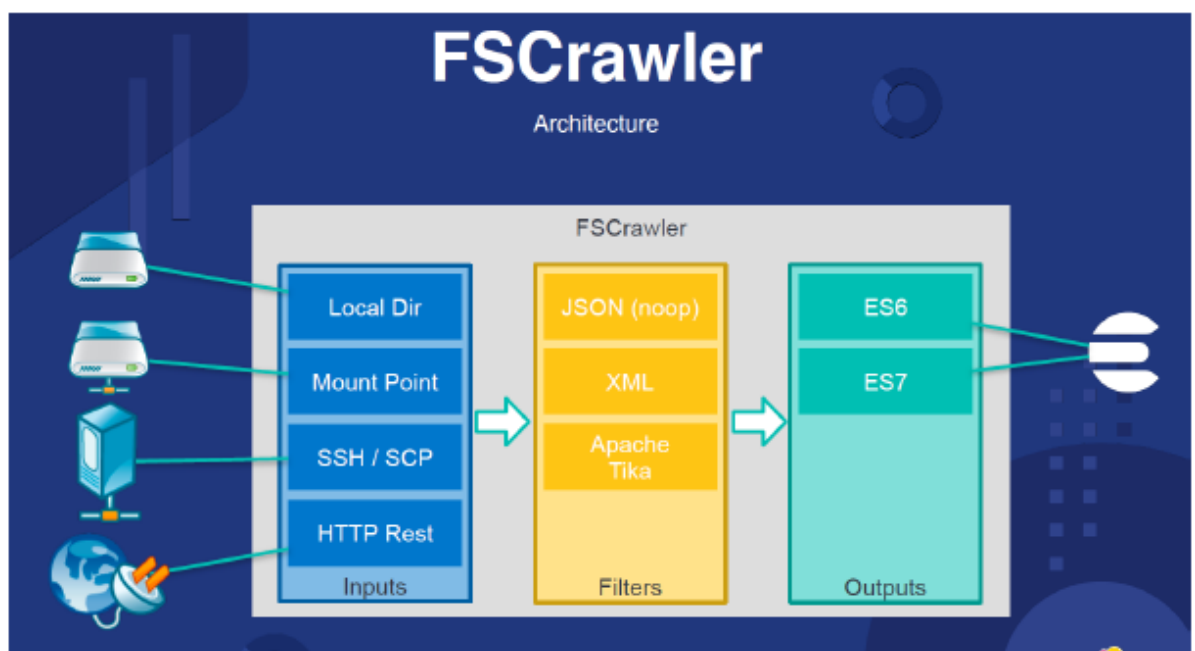 FSCrawler
Architecture
FSCrawler
Local Dir
Mount Point
SSH / SCP
HTTP Rest
Inputs
JSON (noop)
XML
Apache
Tika
Filters
ES6
ES7
Outputs